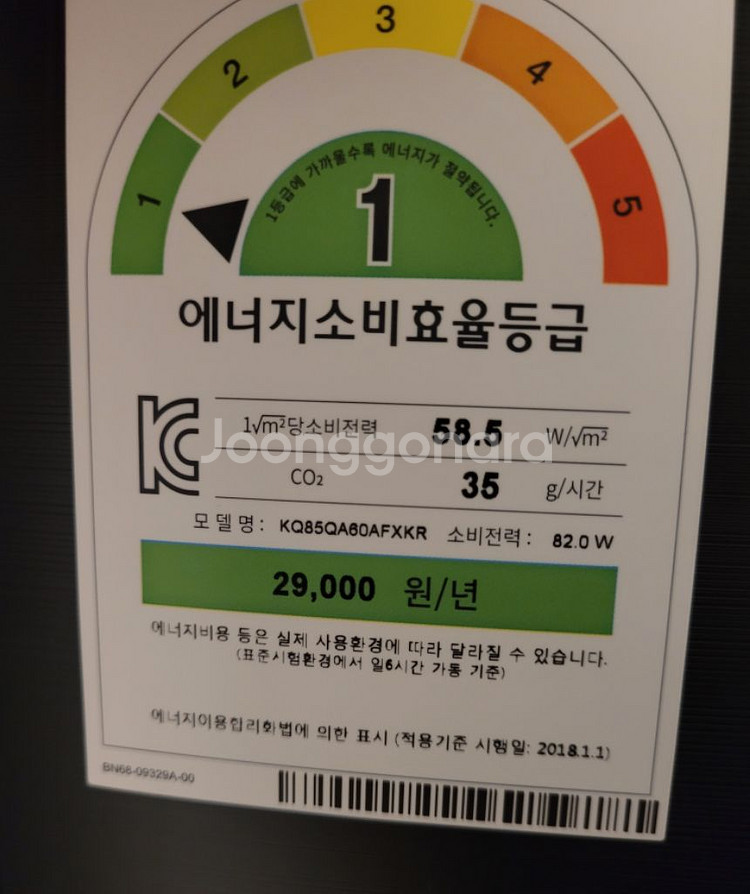 1 2 3 4 5
1등급에 가까울수록 에너지가 절약됩니다.
1
에너지소비효율등급
1√m²당소비전력 58.5 W/√m²
CO₂ 35 g/시간
Joonggonara
모델명: KQ85QA60AFXKR 소비전력: 82.0 W
29,000 원/년
에너지비용 등은 실제 사용환경에 따라 달라질 수 있습니다.
(표준시험환경에서 일6시간 가동 기준)
에너지이용합리화법에 의한 표시 (적용기준 시행일: 2018.1.1)
BN68-09329A-00